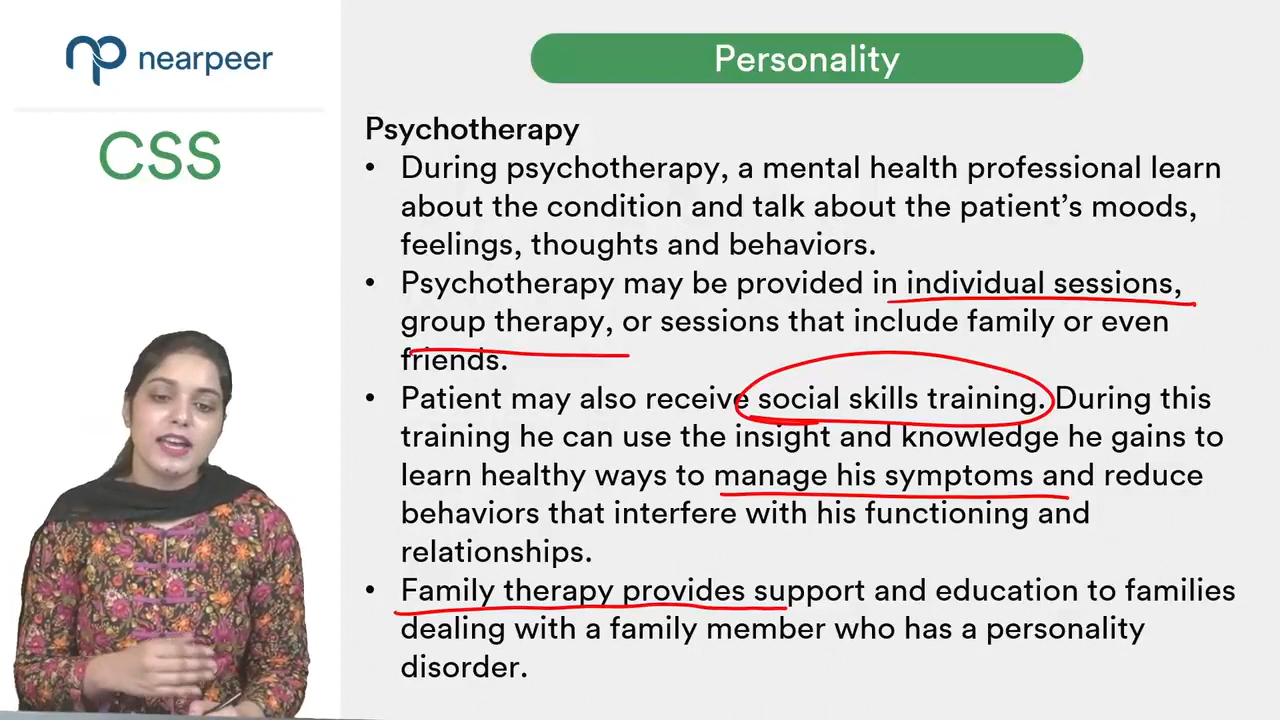 nearpeer
CSS
Personality
Psychotherapy
• During psychotherapy, a mental health professional learn
about the condition and talk about the patient's moods,
feelings, thoughts and behaviors.
• Psychotherapy may be provided in individual sessions,
group therapy, or sessions that include family or even
friends.
• Patient may also receive social skills training. During this
training he can use the insight and knowledge he gains to
learn healthy ways to manage his symptoms and reduce
behaviors that interfere with his functioning and
relationships.
• Family therapy provides support and education to families
dealing with a family member who has a personality
disorder.